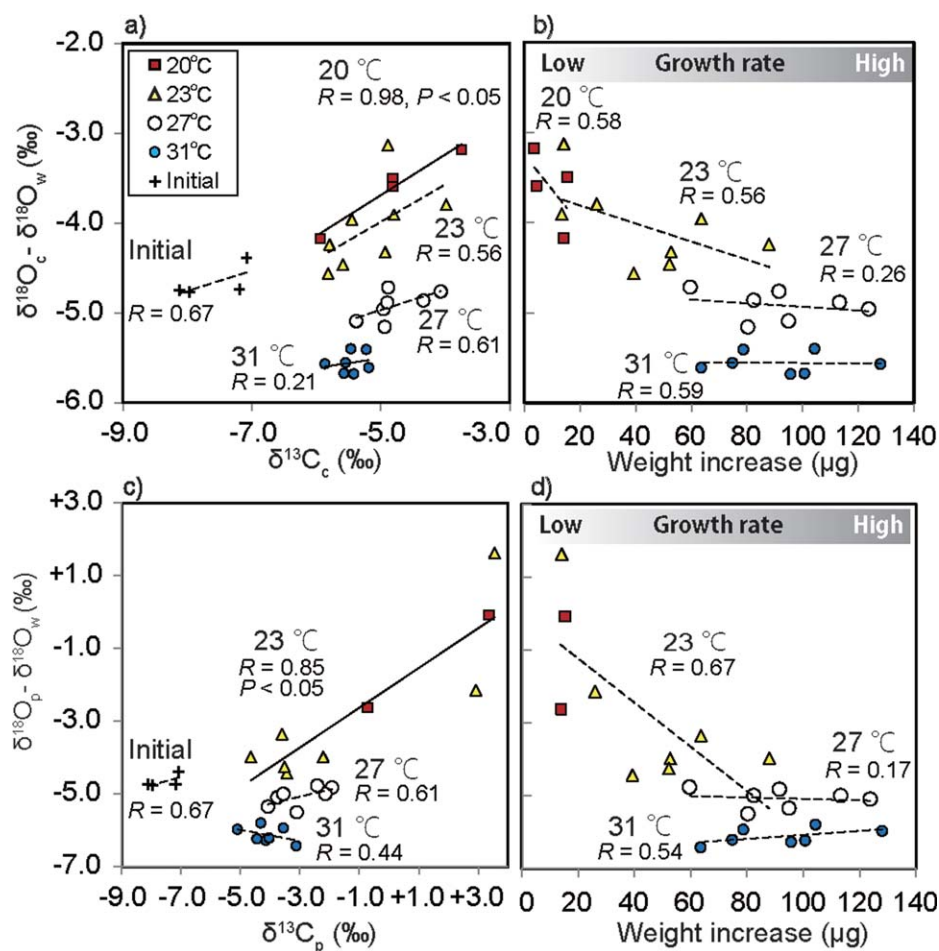 a)
b)
-2.0
-3.0
-4.0
-5.0
-6.0
δ¹⁸O_c - δ¹⁸O_w (‰)
20°C
23°C
27°C
31°C
Initial
20 °C
R = 0.98, P < 0.05
23 °C
R = 0.56
Initial
R = 0.67
27 °C
R = 0.61
31 °C
R = 0.21
-9.0 -7.0 -5.0 -3.0
δ¹³C_c (‰)
Low Growth rate High
20 °C
R = 0.58
23 °C
R = 0.56
27 °C
R = 0.26
31 °C
R = 0.59
0 20 40 60 80 100 120 140
Weight increase (µg)
c)
d)
+3.0
+1.0
-1.0
-3.0
-5.0
-7.0
δ¹⁸O_p - δ¹⁸O_w (‰)
23 °C
R = 0.85
P < 0.05
Initial
R = 0.67
27 °C
R = 0.61
31 °C
R = 0.44
-9.0 -7.0 -5.0 -3.0 -1.0 +1.0 +3.0
δ¹³C_p (‰)
Low Growth rate High
23 °C
R = 0.67
27 °C
R = 0.17
31 °C
R = 0.54
0 20 40 60 80 100 120 140
Weight increase (µg)